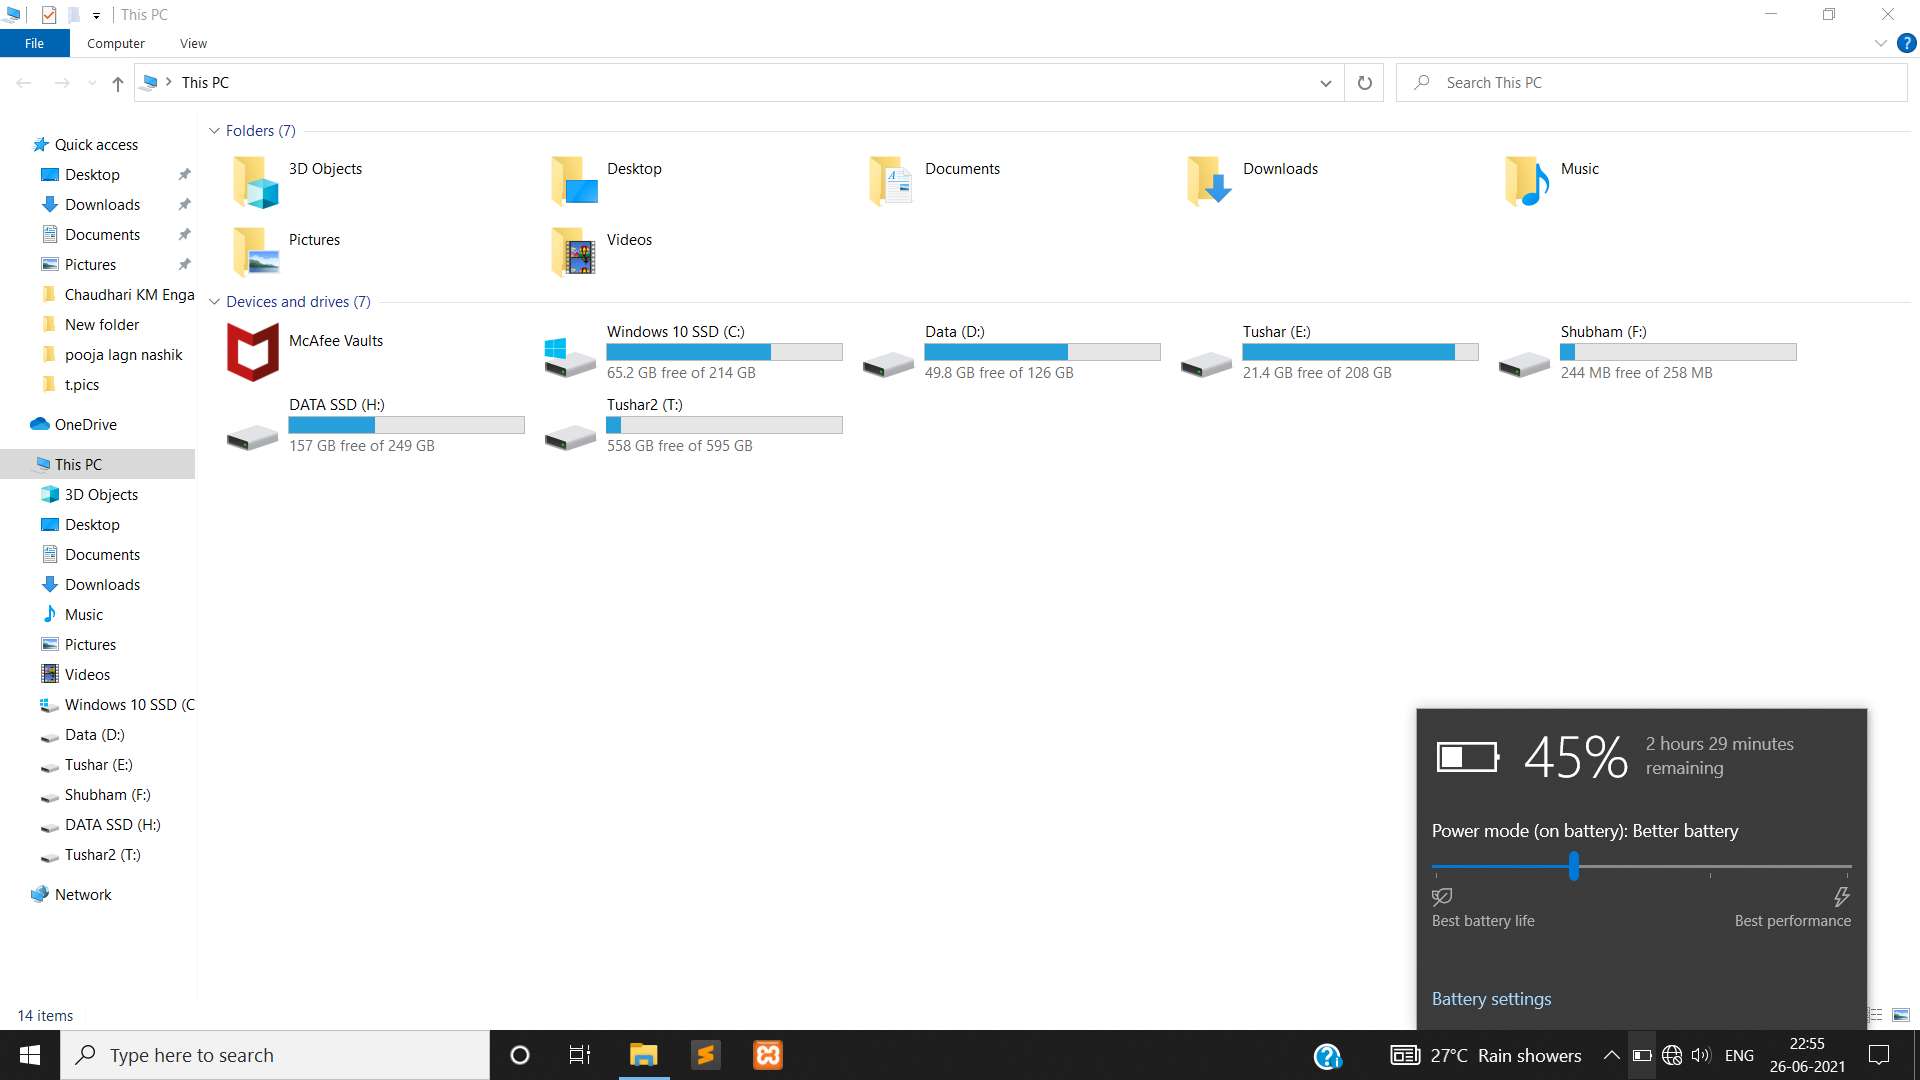 This PC
File
Computer
View
This PC
Search This PC
Quick access
Desktop
Downloads
Documents
Pictures
Chaudhari KM Enga
New folder
pooja lagn nashik
t.pics
OneDrive
This PC
3D Objects
Desktop
Documents
Downloads
Music
Pictures
Videos
Windows 10 SSD (C
Data (D:)
Tushar (E:)
Shubham (F:)
DATA SSD (H:)
Tushar2 (T:)
Network
Folders (7)
3D Objects
Desktop
Documents
Downloads
Music
Pictures
Videos
Devices and drives (7)
McAfee Vaults
Windows 10 SSD (C:)
65.2 GB free of 214 GB
Data (D:)
49.8 GB free of 126 GB
Tushar (E:)
21.4 GB free of 208 GB
Shubham (F:)
244 MB free of 258 MB
DATA SSD (H:)
157 GB free of 249 GB
Tushar2 (T:)
558 GB free of 595 GB
45%
2 hours 29 minutes
remaining
Power mode (on battery): Better battery
Best battery life
Best performance
Battery settings
14 items
Type here to search
27°C Rain showers
ENG
22:55
26-06-2021